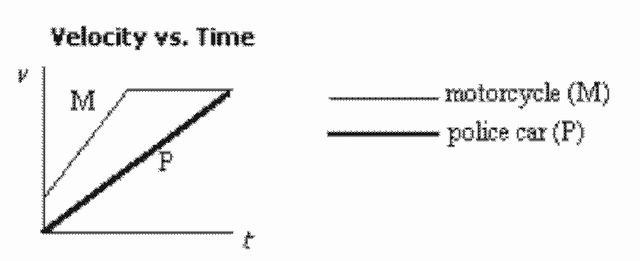 Velocity vs. Time
v
M
P
t
motorcycle (M)
police car (P)